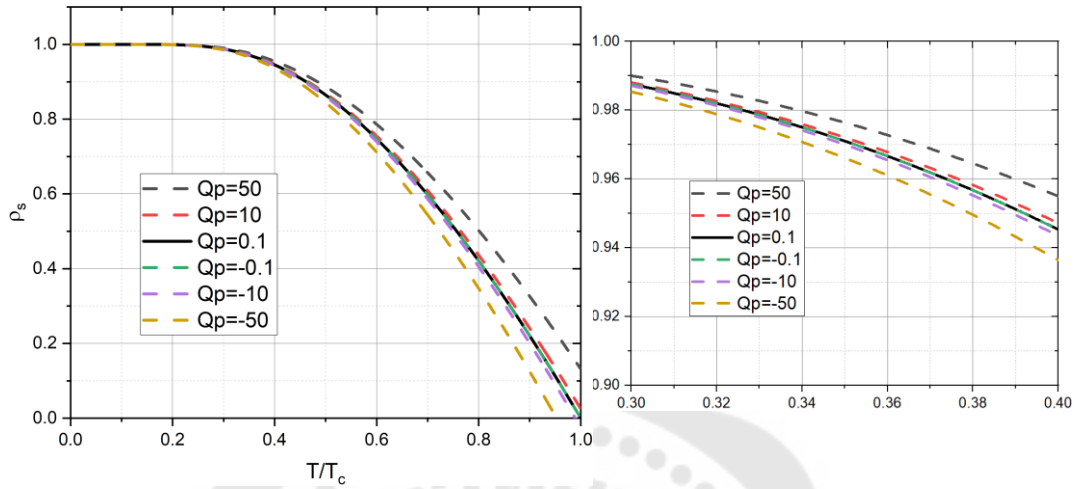 1.0
0.8
0.6
0.4
0.2
0.0
ρs
Qp=50
Qp=10
Qp=0.1
Qp=-0.1
Qp=-10
Qp=-50
0.0 0.2 0.4 0.6 0.8 1.0
T/Tc
1.00
0.98
0.96
0.94
0.92
0.90
Qp=50
Qp=10
Qp=0.1
Qp=-0.1
Qp=-10
Qp=-50
0.30 0.32 0.34 0.36 0.38 0.40